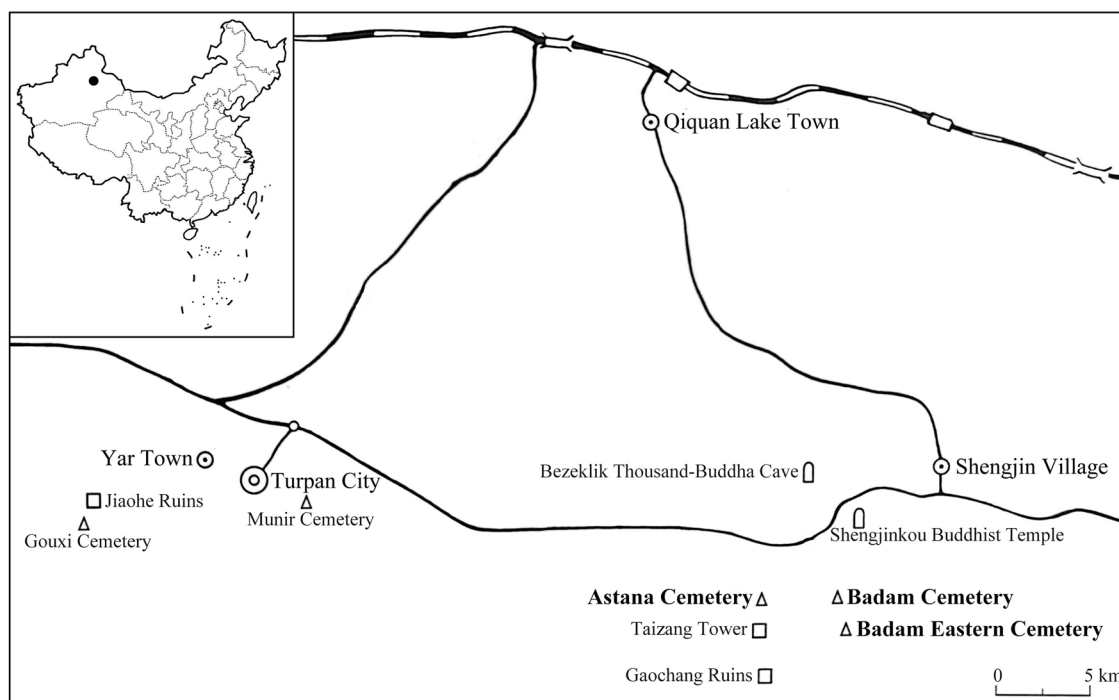 Qiquan Lake Town
Yar Town
Turpan City
Bezeklik Thousand-Buddha Cave
Shengjin Village
Jiaohe Ruins
Munir Cemetery
Gouxi Cemetery
Shengjinkou Buddhist Temple
Astana Cemetery
Badam Cemetery
Taizang Tower
Badam Eastern Cemetery
Gaochang Ruins
0 5 km